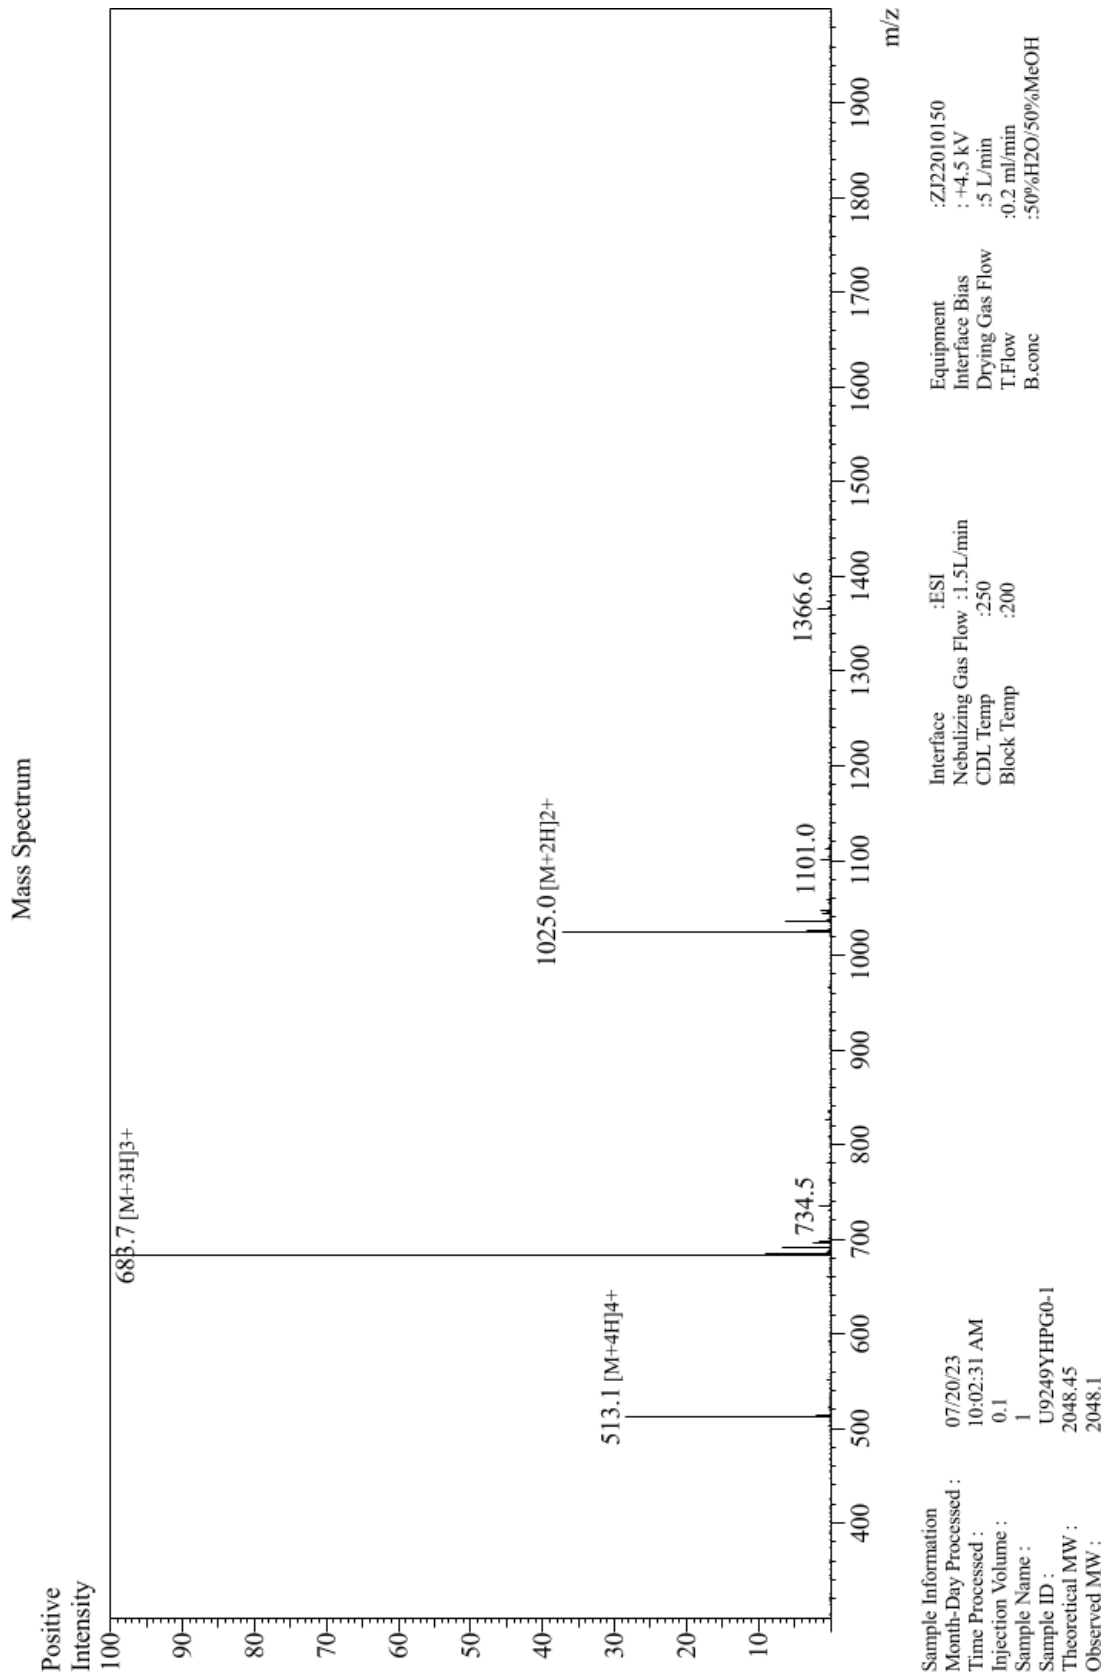 Mass Spectrum
Positive
Intensity
100
90
80
70
60
50
40
30
20
10
513.1 [M+4H]4+
683.7 [M+3H]3+
734.5
1025.0 [M+2H]2+
1101.0
1366.6
400 500 600 700 800 900 1000 1100 1200 1300 1400 1500 1600 1700 1800 1900
m/z
Sample Information
Month-Day Processed : 07/20/23
Time Processed : 10:02:31 AM
Injection Volume : 0.1
Sample Name : 1
Sample ID : U9249YHPG0-1
Theoretical MW : 2048.45
Observed MW : 2048.1
Interface :ESI
Nebulizing Gas Flow :1.5L/min
CDL Temp :250
Block Temp :200
Equipment :ZJ22010150
Interface Bias : +4.5 kV
Drying Gas Flow :5 L/min
T.Flow :0.2 ml/min
B.conc :50%H2O/50%MeOH